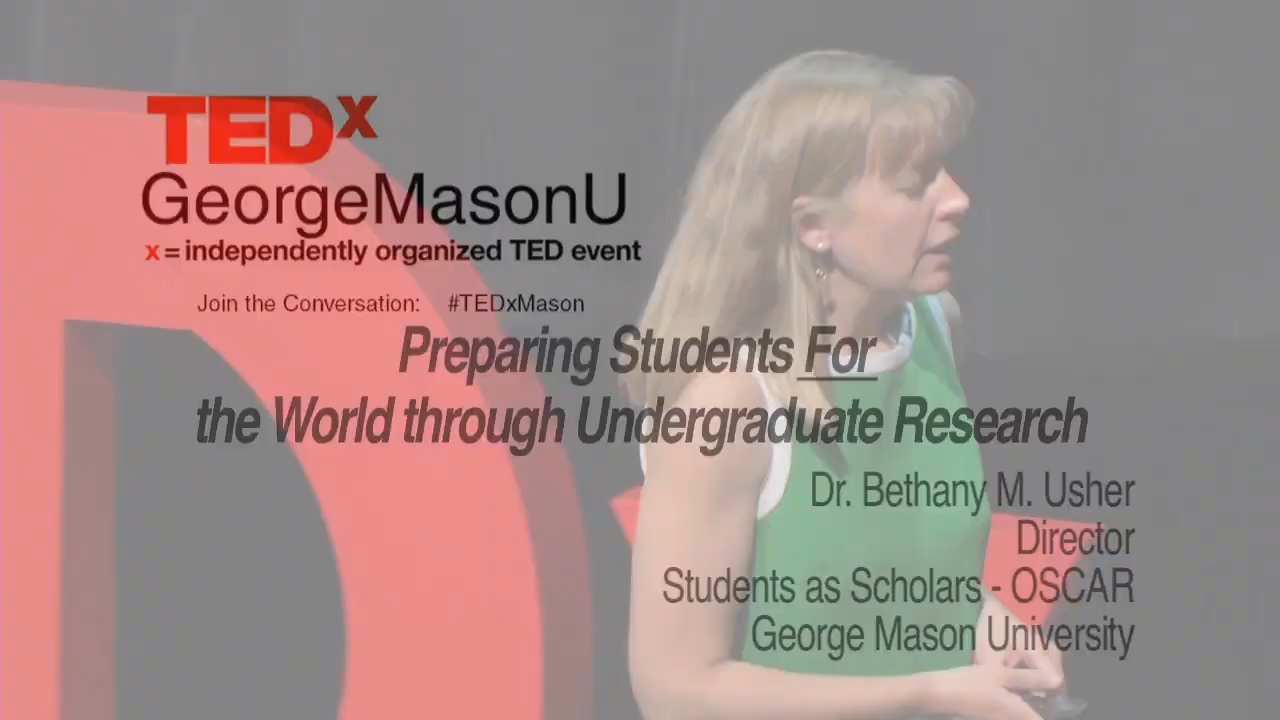 TEDx
GeorgeMasonU
x = independently organized TED event
Join the Conversation: #TEDxMason
Preparing Students For
the World through Undergraduate Research
Dr. Bethany M. Usher
Director
Students as Scholars - OSCAR
George Mason University